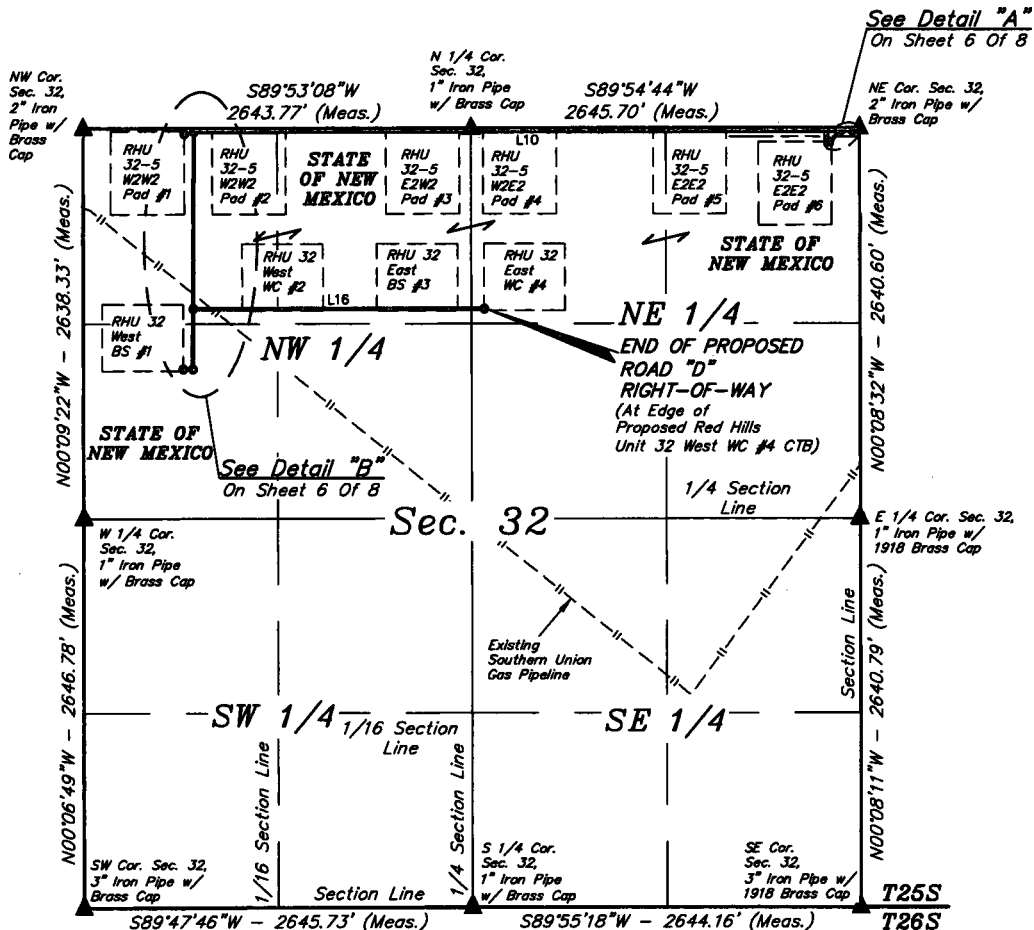 See Detail "A"
On Sheet 6 Of 8
NW Cor.
Sec. 32,
2" Iron
Pipe w/
Brass
Cap
S89°53'08"W
2643.77' (Meas.)
N 1/4 Cor.
Sec. 32,
1" Iron Pipe
w/ Brass Cap
S89°54'44"W
2645.70' (Meas.)
NE Cor. Sec. 32,
2" Iron Pipe w/
Brass Cap
L10
RHU
32-5
W2W2
Pad #1
RHU
32-5
W2W2
Pad #2
STATE
OF NEW
MEXICO
RHU
32-5
E2W2
Pad #3
RHU
32-5
W2E2
Pad #4
RHU
32-5
E2E2
Pad #5
RHU
32-5
E2E2
Pad #6
STATE OF
NEW MEXICO
N00°09'22"W - 2638.33' (Meas.)
N00°08'32"W - 2640.60' (Meas.)
RHU 32
West
WC #2
RHU 32
East
BS #3
RHU 32
East
WC #4
L16
RHU 32
West
BS #1
NW 1/4
NE 1/4
END OF PROPOSED
ROAD "D"
RIGHT-OF-WAY
(At Edge of
Proposed Red Hills
Unit 32 West WC #4 CTB)
STATE OF
NEW MEXICO
See Detail "B"
On Sheet 6 Of 8
1/4 Section
Line
Sec. 32
W 1/4 Cor.
Sec. 32,
1" Iron Pipe
w/ Brass Cap
E 1/4 Cor. Sec. 32,
1" Iron Pipe w/
1918 Brass Cap
N00°06'49"W - 2646.78' (Meas.)
Existing
Southern Union
Gas Pipeline
Section Line
N00°08'11"W - 2640.79' (Meas.)
SW 1/4
1/16 Section
Line
SE 1/4
1/16 Section Line
1/4 Section Line
SW Cor. Sec. 32,
3" Iron Pipe w/
Brass Cap
Section Line
S 1/4 Cor.
Sec. 32,
1" Iron Pipe
w/ Brass Cap
SE Cor.
Sec. 32,
3" Iron Pipe w/
1918 Brass Cap
T25S
T26S
S89°47'46"W - 2645.73' (Meas.)
S89°55'18"W - 2644.16' (Meas.)